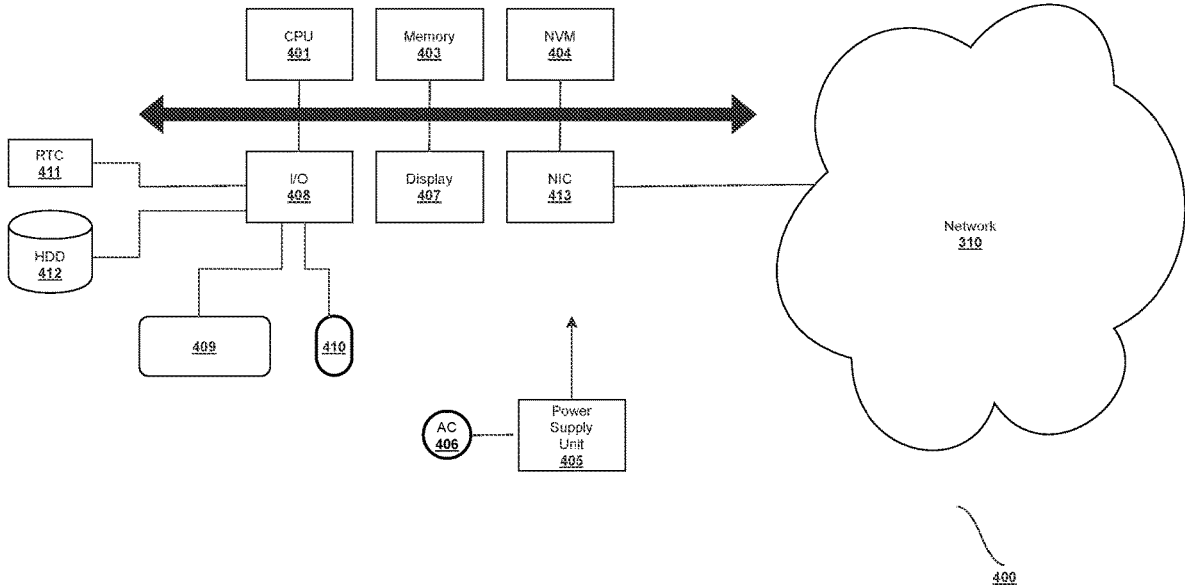 CPU
401
Memory
403
NVM
404
RTC
411
I/O
408
Display
407
NIC
413
Network
310
HDD
412
409
410
AC
406
Power
Supply
Unit
405
400